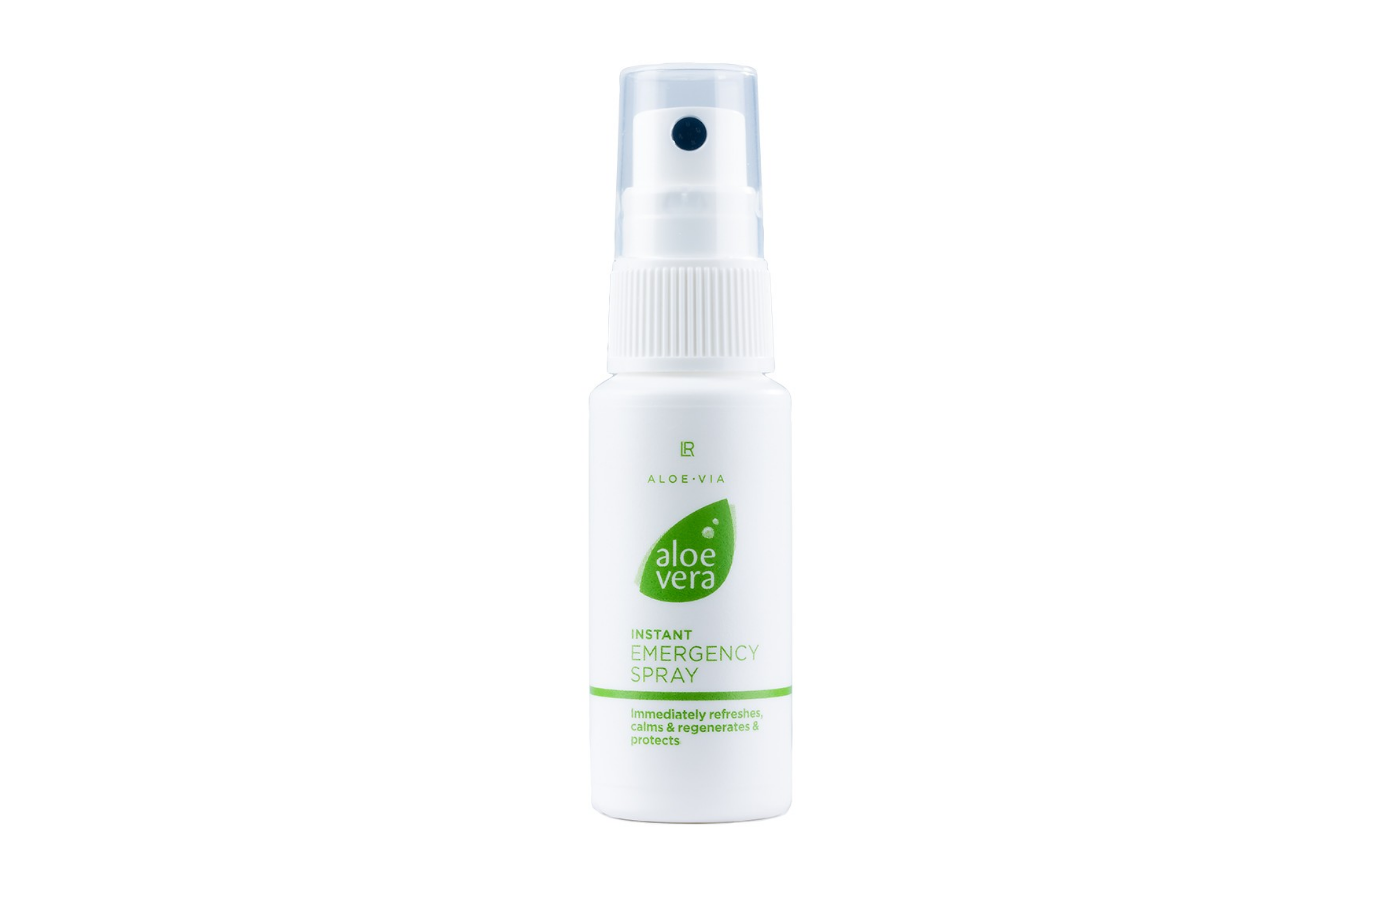 LR
ALOE•VIA
aloe
vera
INSTANT
EMERGENCY
SPRAY
Immediately refreshes,
calms & regenerates &
protects